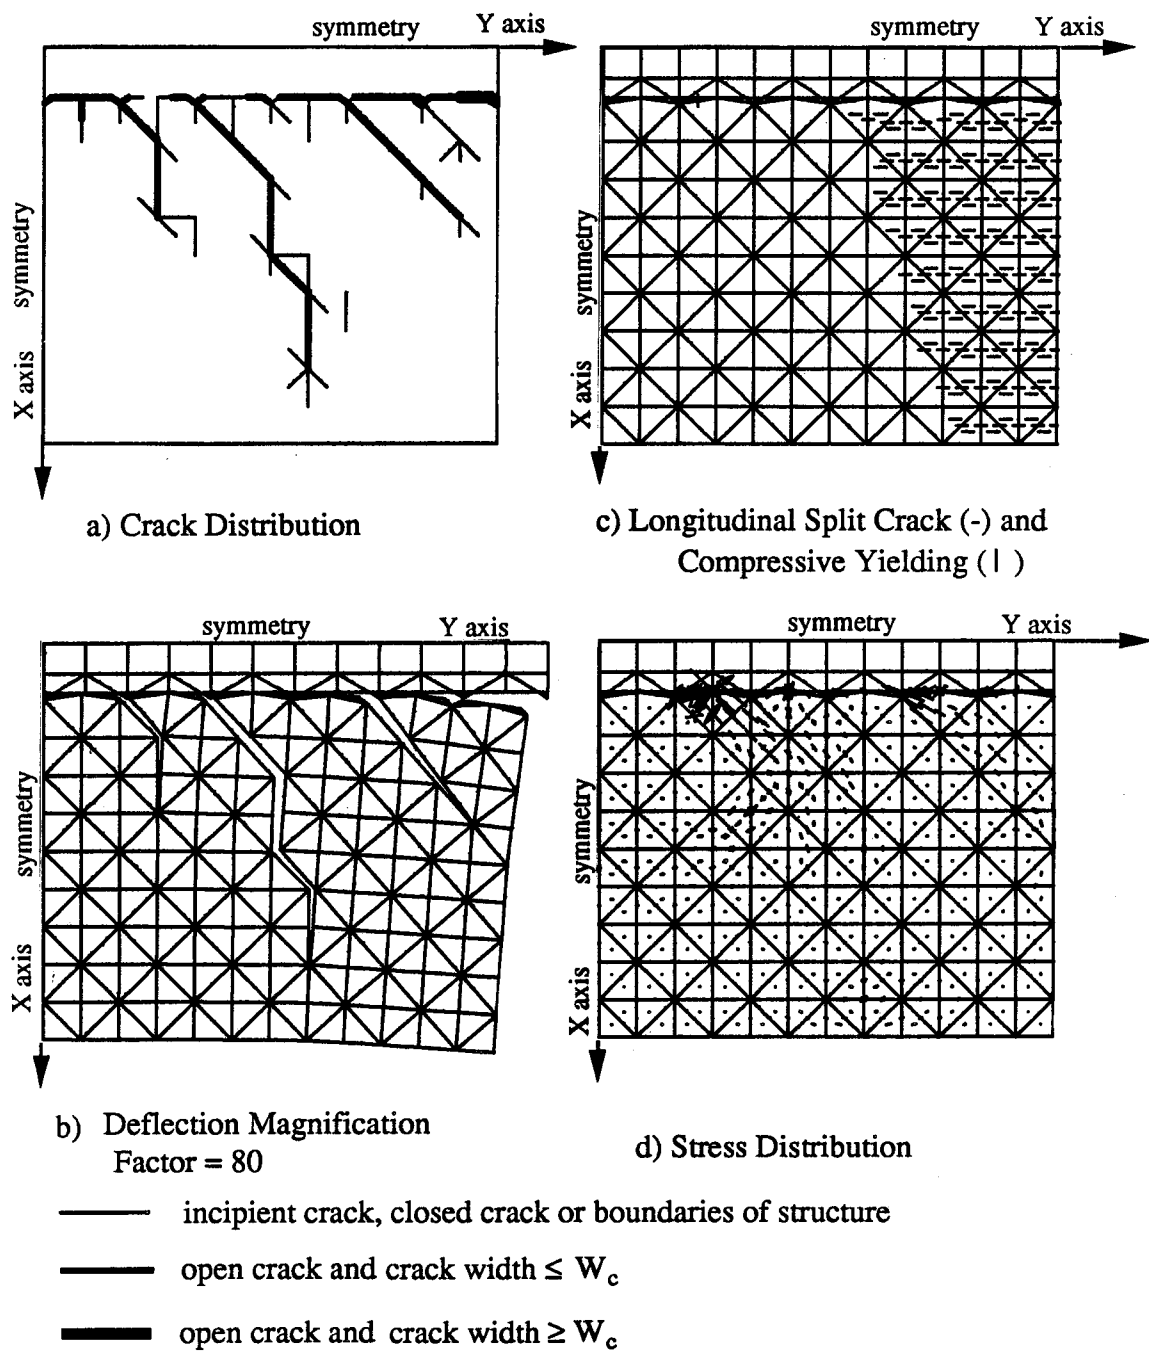 symmetry Y axis
symmetry Y axis
symmetry
X axis
symmetry
X axis
a) Crack Distribution
c) Longitudinal Split Crack (-) and
Compressive Yielding ( | )
symmetry Y axis
symmetry Y axis
symmetry
X axis
symmetry
X axis
b) Deflection Magnification
Factor = 80
d) Stress Distribution
incipient crack, closed crack or boundaries of structure
open crack and crack width ≤ Wc
open crack and crack width ≥ Wc